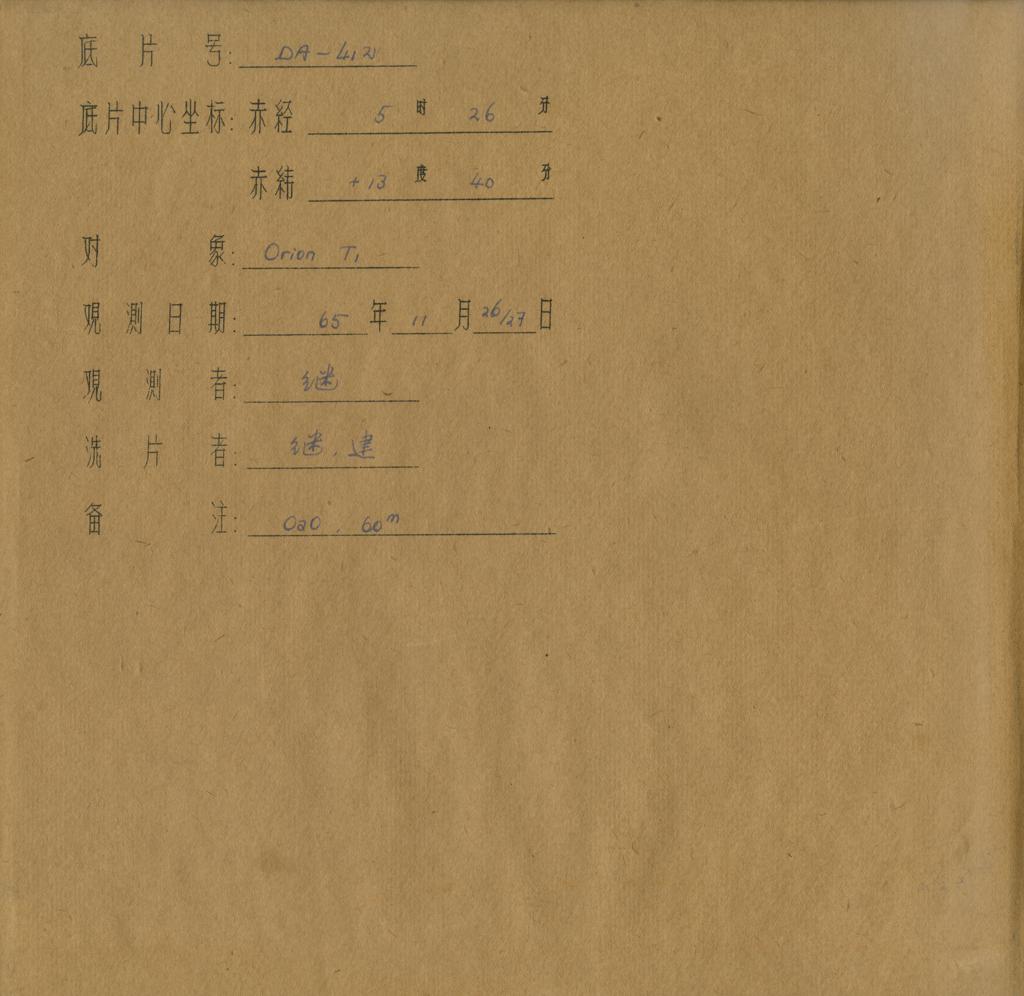 底片号: DA-412
底片中心坐标: 赤经 5 时 26 分
赤纬 +13 度 40 分
对象: Orion T1
观测日期: 65 年 11 月 26/27 日
观测者: 继
洗片者: 继. 建
备注: OaO. 60m